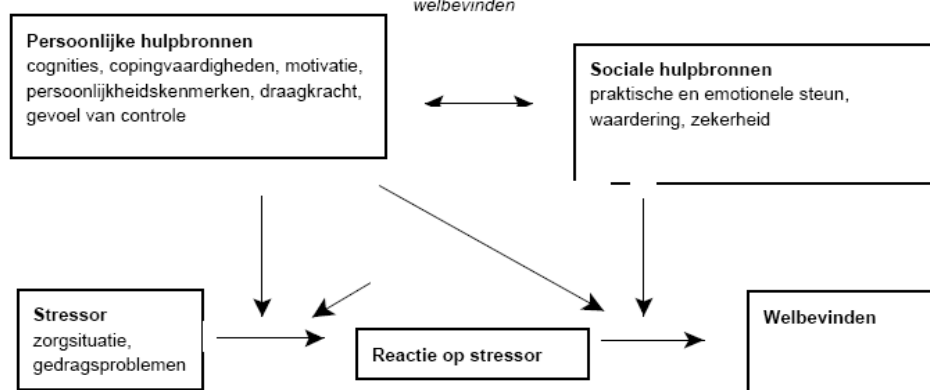 welbevinden
Persoonlijke hulpbronnen
cognities, copingvaardigheden, motivatie,
persoonlijkheidskenmerken, draagkracht,
gevoel van controle
Sociale hulpbronnen
praktische en emotionele steun,
waardering, zekerheid
Stressor
zorgsituatie,
gedragsproblemen
Reactie op stressor
Welbevinden